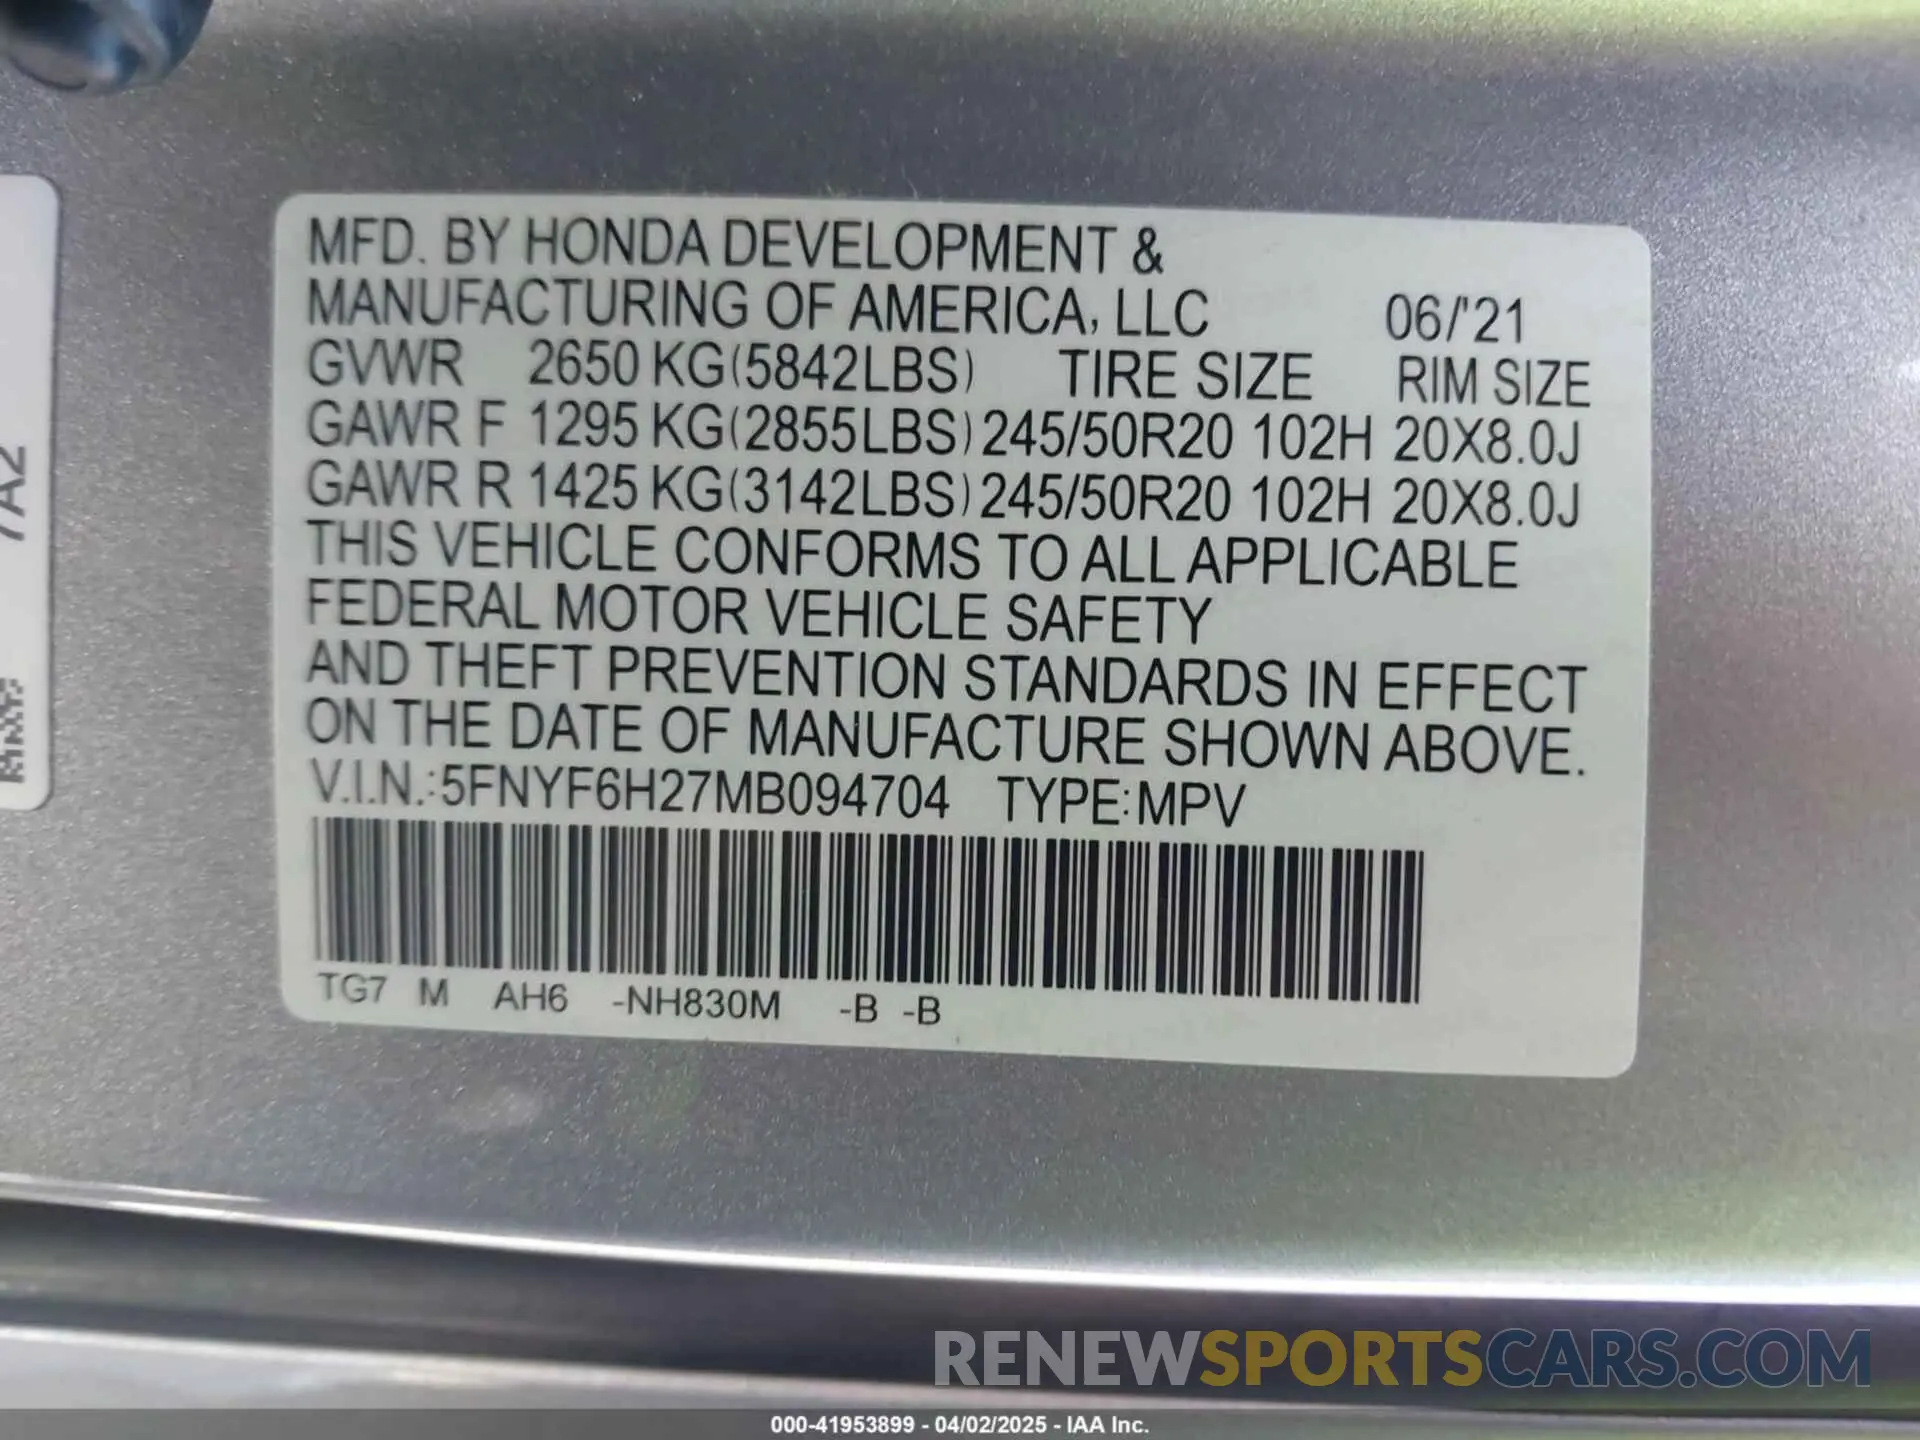 MFD. BY HONDA DEVELOPMENT &
MANUFACTURING OF AMERICA, LLC 06/'21
GVWR 2650 KG(5842LBS) TIRE SIZE RIM SIZE
GAWR F 1295 KG(2855LBS) 245/50R20 102H 20X8.0J
GAWR R 1425 KG(3142LBS) 245/50R20 102H 20X8.0J
THIS VEHICLE CONFORMS TO ALL APPLICABLE
FEDERAL MOTOR VEHICLE SAFETY
AND THEFT PREVENTION STANDARDS IN EFFECT
ON THE DATE OF MANUFACTURE SHOWN ABOVE.
V.I.N.:5FNYF6H27MB094704 TYPE:MPV
TG7 M AH6 -NH830M -B -B
7A2
RENEWSPORTSCARS.COM
000-41953899 - 04/02/2025 - IAA Inc.